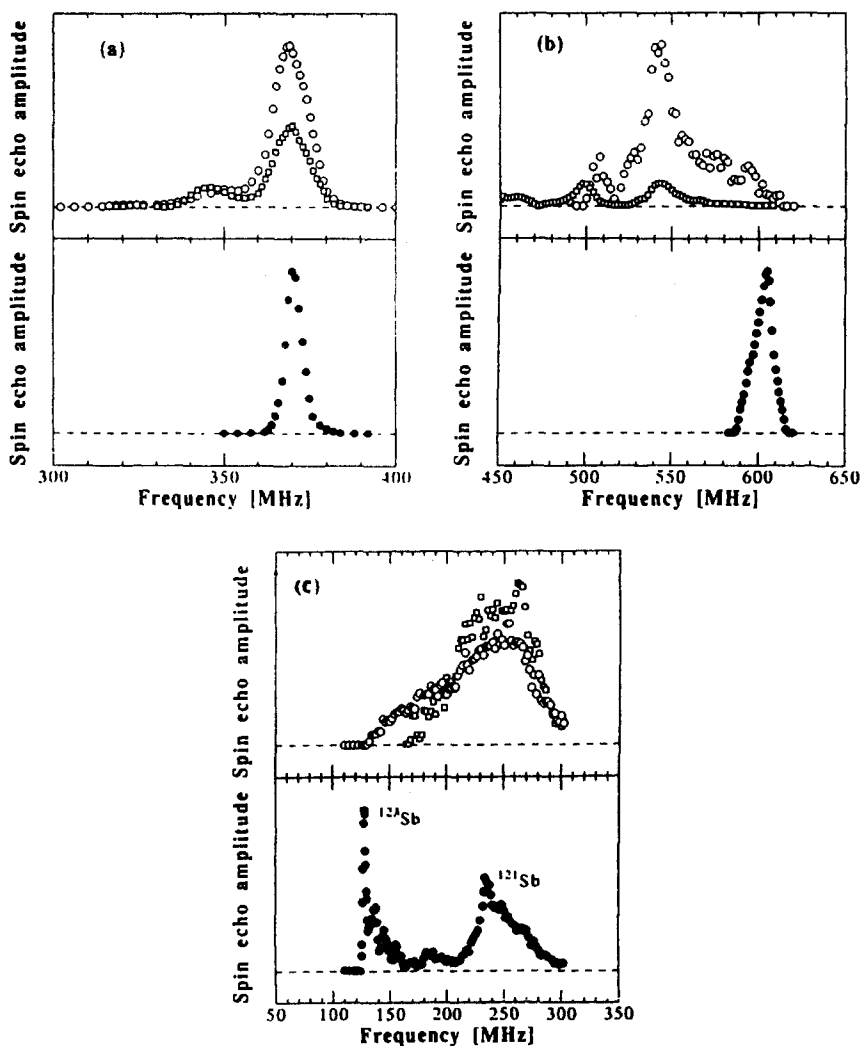 (a)
Spin echo amplitude
Spin echo amplitude
300 350 400
Frequency [MHz]
(b)
Spin echo amplitude
Spin echo amplitude
450 500 550 600 650
Frequency [MHz]
(c)
Spin echo amplitude
Spin echo amplitude
¹²³Sb
¹²¹Sb
50 100 150 200 250 300 350
Frequency [MHz]